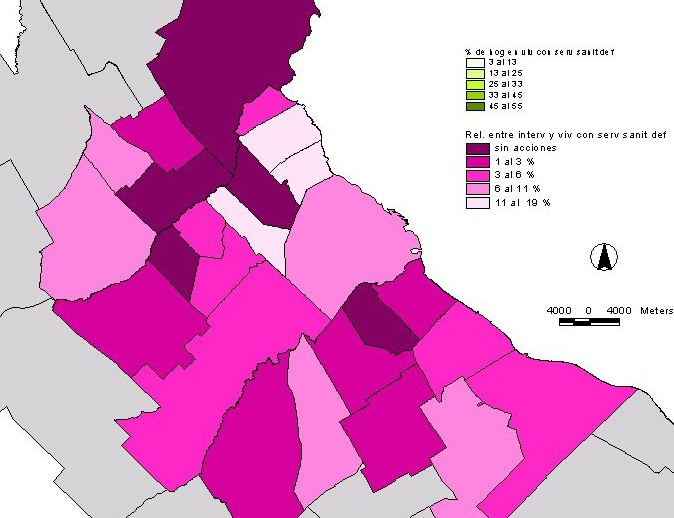 % de hog en viv con serv sanit def
3 al 13
13 al 25
25 al 33
33 al 45
45 al 55
Rel. entre interv y viv con serv sanit def
sin acciones
1 al 3 %
3 al 6 %
6 al 11 %
11 al 19 %
4000 0 4000 Meters